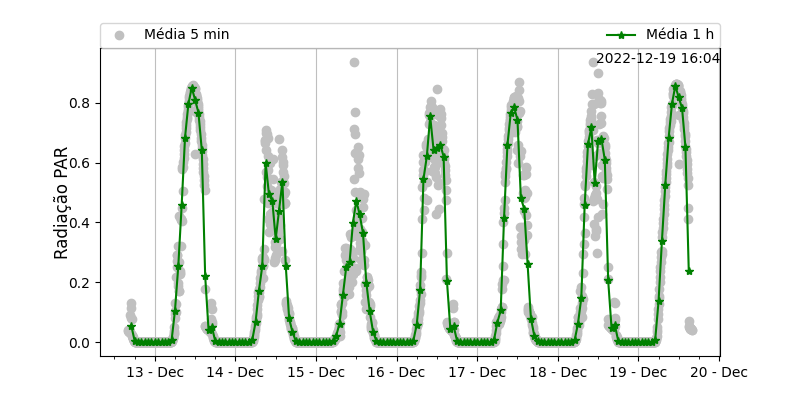 Média 5 min
Média 1 h
2022-12-19 16:04
Radiação PAR
0.8
0.6
0.4
0.2
0.0
13 - Dec
14 - Dec
15 - Dec
16 - Dec
17 - Dec
18 - Dec
19 - Dec
20 - Dec